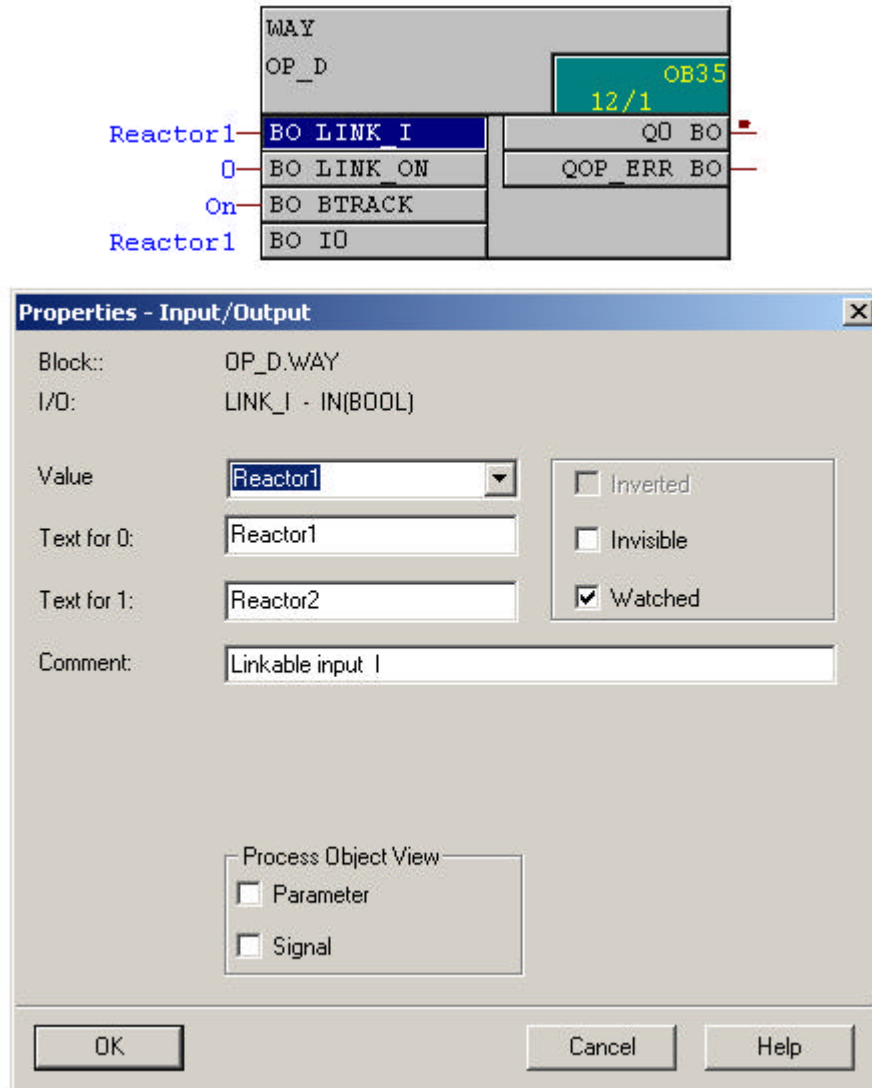 WAY
OP_D
OB35
12/1
Reactor1 BO LINK_I Q0 BO
0 BO LINK_ON QOP_ERR BO
On BO BTRACK
Reactor1 BO I0
Properties - Input/Output
Block:: OP_D.WAY
I/O: LINK_I - IN(BOOL)
Value Reactor1 Inverted
Text for 0: Reactor1 Invisible
Text for 1: Reactor2 Watched
Comment: Linkable input I
Process Object View
Parameter
Signal
OK Cancel Help